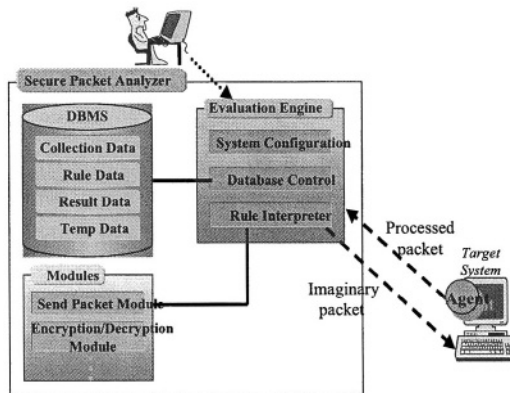 Secure Packet Analyzer
DBMS
Collection Data
Rule Data
Result Data
Temp Data
Evaluation Engine
System Configuration
Database Control
Rule Interpreter
Modules
Send Packet Module
Encryption/Decryption
Module
Processed
packet
Imaginary
packet
Target
System
Agent